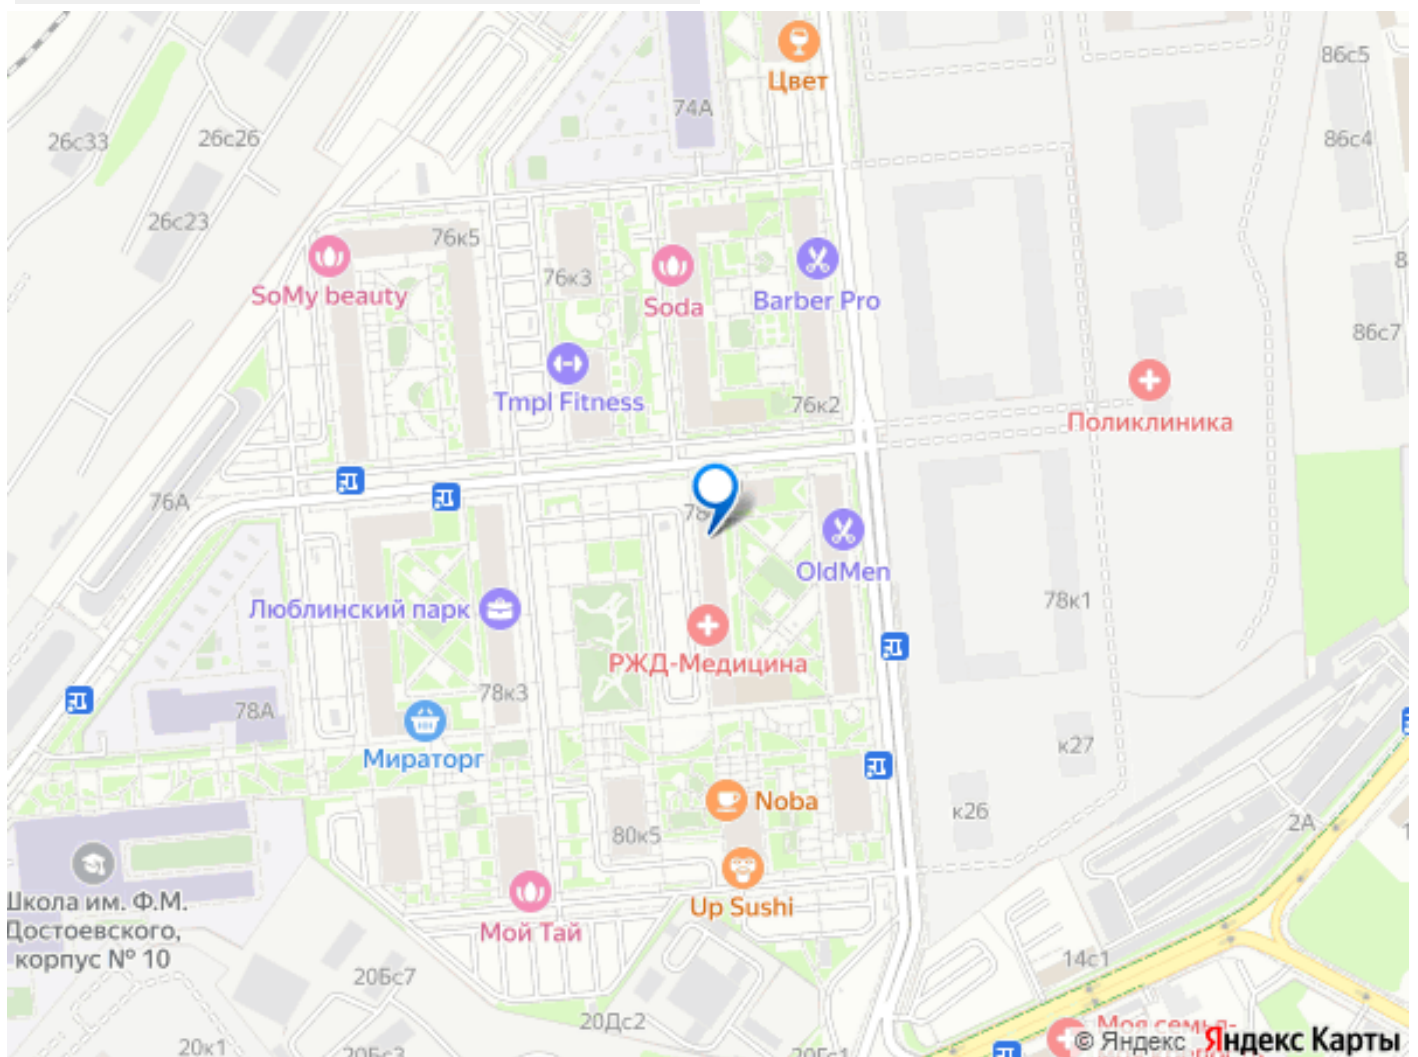 86с5
Цвет
74А
26с33
26с26
86с4
26с23
76к5
76к3
SoMy beauty
Soda
Barber Pro
86с7
Tmpl Fitness
76к2
Поликлиника
76А
OldMen
Люблинский парк
78к1
РЖД-Медицина
78к3
78А
Мираторг
к27
Noba
к26
80к5
2А
Up Sushi
Школа им. Ф.М.
Достоевского,
корпус № 10
Мой Тай
20Бс7
14с1
20Дс2
20к1
© Яндекс Яндекс Карты